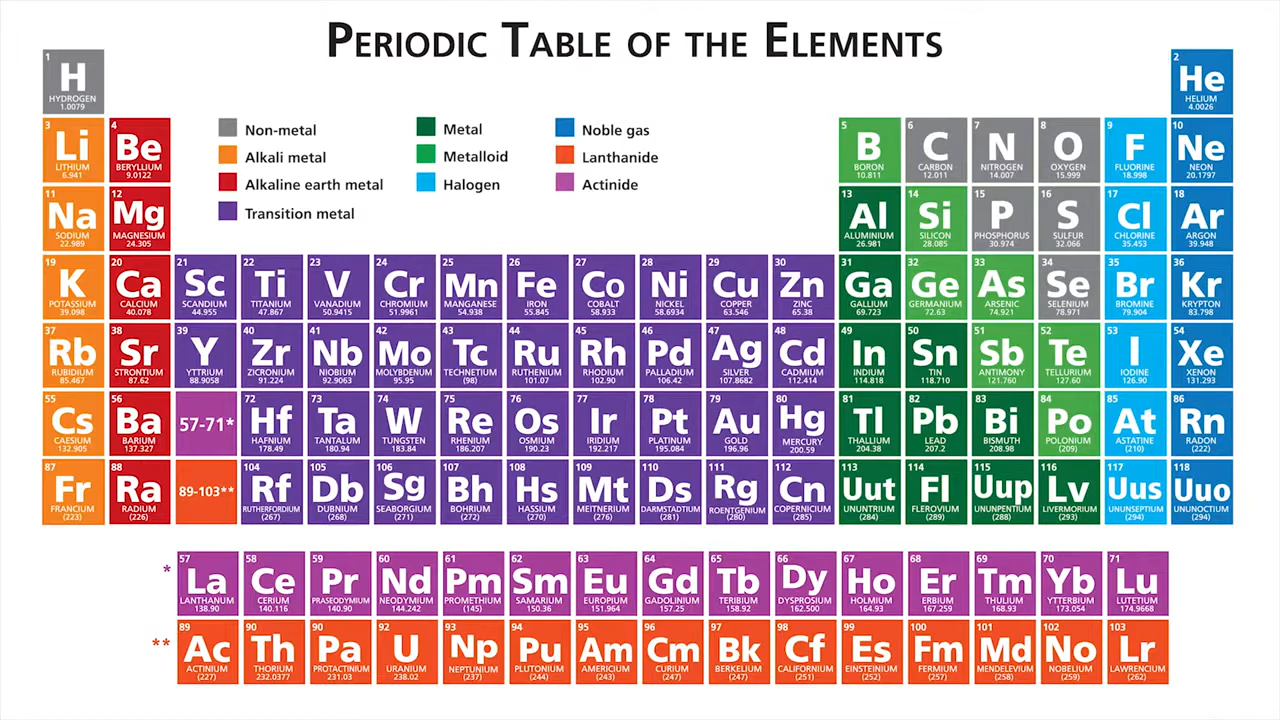 PERIODIC TABLE OF THE ELEMENTS
1 H HYDROGEN 1.0079
2 He HELIUM 4.0026
Non-metal
Alkali metal
Alkaline earth metal
Transition metal
Metal
Metalloid
Halogen
Noble gas
Lanthanide
Actinide
3 Li LITHIUM 6.941
4 Be BERYLLIUM 9.0122
5 B BORON 10.811
6 C CARBON 12.011
7 N NITROGEN 14.007
8 O OXYGEN 15.999
9 F FLUORINE 18.998
10 Ne NEON 20.1797
11 Na SODIUM 22.989
12 Mg MAGNESIUM 24.305
13 Al ALUMINIUM 26.981
14 Si SILICON 28.085
15 P PHOSPHORUS 30.974
16 S SULFUR 32.066
17 Cl CHLORINE 35.453
18 Ar ARGON 39.948
19 K POTASSIUM 39.098
20 Ca CALCIUM 40.078
21 Sc SCANDIUM 44.955
22 Ti TITANIUM 47.867
23 V VANADIUM 50.9415
24 Cr CHROMIUM 51.9961
25 Mn MANGANESE 54.938
26 Fe IRON 55.845
27 Co COBALT 58.933
28 Ni NICKEL 58.6934
29 Cu COPPER 63.546
30 Zn ZINC 65.38
31 Ga GALLIUM 69.723
32 Ge GERMANIUM 72.63
33 As ARSENIC 74.921
34 Se SELENIUM 78.971
35 Br BROMINE 79.904
36 Kr KRYPTON 83.798
37 Rb RUBIDIUM 85.467
38 Sr STRONTIUM 87.62
39 Y YTTRIUM 88.9058
40 Zr ZICRONIUM 91.224
41 Nb NIOBIUM 92.9063
42 Mo MOLYBDENUM 95.95
43 Tc TECHNETIUM (98)
44 Ru RUTHENIUM 101.07
45 Rh RHODIUM 102.90
46 Pd PALLADIUM 106.42
47 Ag SILVER 107.8682
48 Cd CADMIUM 112.414
49 In INDIUM 114.818
50 Sn TIN 118.710
51 Sb ANTIMONY 121.760
52 Te TELLURIUM 127.60
53 I IODINE 126.90
54 Xe XENON 131.293
55 Cs CAESIUM 132.905
56 Ba BARIUM 137.327
57-71*
72 Hf HAFNIUM 178.49
73 Ta TANTALUM 180.94
74 W TUNGSTEN 183.84
75 Re RHENIUM 186.207
76 Os OSMIUM 190.23
77 Ir IRIDIUM 192.217
78 Pt PLATINUM 195.084
79 Au GOLD 196.96
80 Hg MERCURY 200.59
81 Tl THALLIUM 204.38
82 Pb LEAD 207.2
83 Bi BISMUTH 208.98
84 Po POLONIUM (209)
85 At ASTATINE (210)
86 Rn RADON (222)
87 Fr FRANCIUM (223)
88 Ra RADIUM (226)
89-103**
104 Rf RUTHERFORDIUM (267)
105 Db DUBNIUM (268)
106 Sg SEABORGIUM (271)
107 Bh BOHRIUM (272)
108 Hs HASSIUM (270)
109 Mt MEITNERIUM (276)
110 Ds DARMSTADTIUM (281)
111 Rg ROENTGENIUM (280)
112 Cn COPERNICIUM (285)
113 Uut UNUNTRIUM (284)
114 Fl FLEROVIUM (289)
115 Uup UNUNPENTIUM (288)
116 Lv LIVERMORIUM (293)
117 Uus UNUNSEPTIUM (294)
118 Uuo UNUNOCTIUM (294)
*
57 La LANTHANUM 138.90
58 Ce CERIUM 140.116
59 Pr PRASEODYMIUM 140.90
60 Nd NEODYMIUM 144.242
61 Pm PROMETHIUM (145)
62 Sm SAMARIUM 150.36
63 Eu EUROPIUM 151.964
64 Gd GADOLINIUM 157.25
65 Tb TERIBIUM 158.92
66 Dy DYSPROSIUM 162.500
67 Ho HOLMIUM 164.93
68 Er ERBIUM 167.259
69 Tm THULIUM 168.93
70 Yb YTTERBIUM 173.054
71 Lu LUTETIUM 174.9668
**
89 Ac ACTINIUM (227)
90 Th THORIUM 232.0377
90 Pa PROTACTINIUM 231.03
92 U URANIUM 238.02
93 Np NEPTUNIUM (237)
94 Pu PLUTONIUM (244)
95 Am AMERICIUM (243)
96 Cm CURIUM (247)
97 Bk BERKELIUM (247)
98 Cf CALIFORNIUM (251)
99 Es EINSTEINIUM (252)
100 Fm FERMIUM (257)
101 Md MENDELEVIUM (258)
102 No NOBELIUM (259)
103 Lr LAWRENCIUM (262)